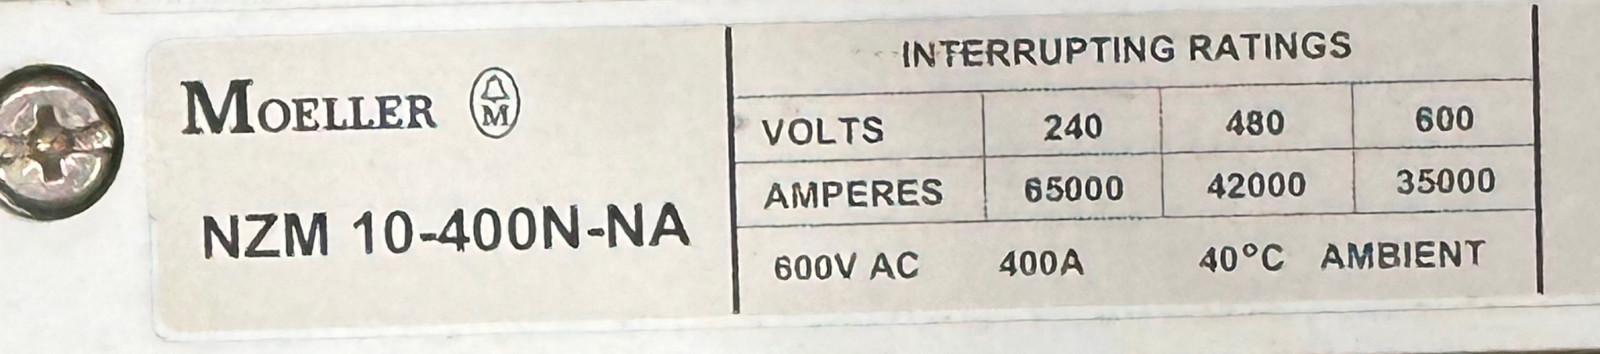 MOELLER M
NZM 10-400N-NA
INTERRUPTING RATINGS
VOLTS 240 480 600
AMPERES 65000 42000 35000
600V AC 400A 40°C AMBIENT